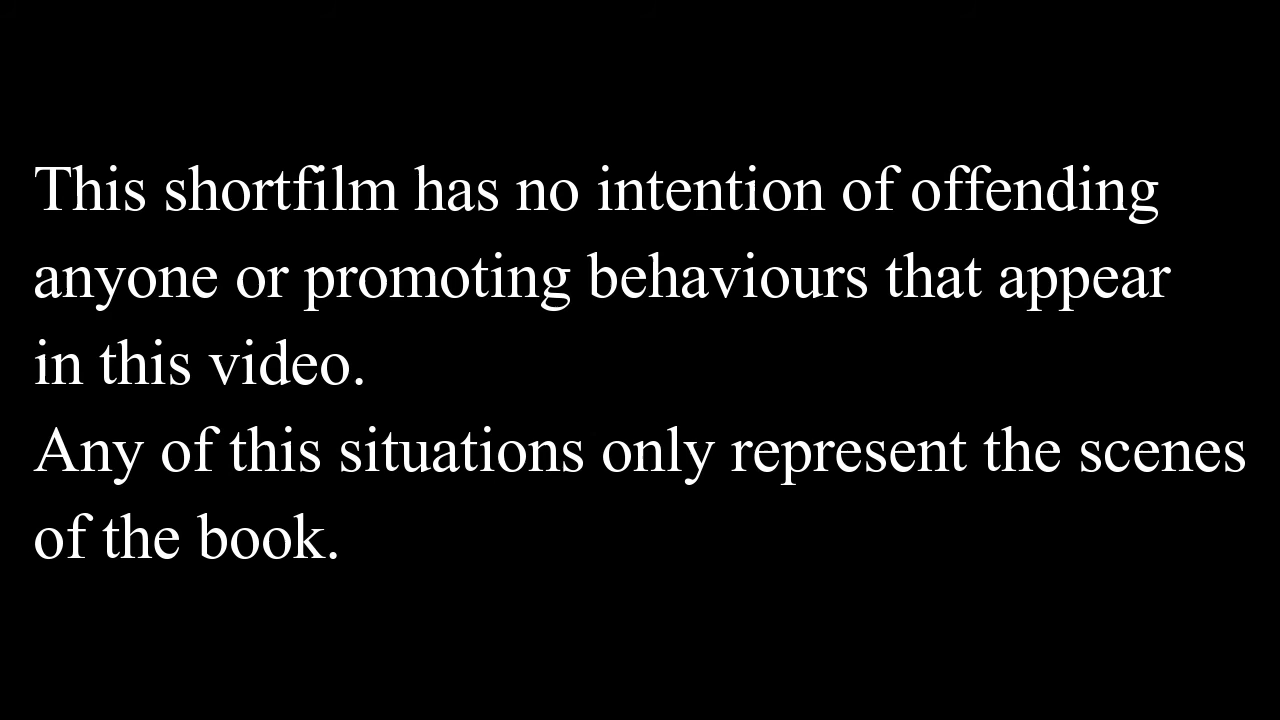 This shortfilm has no intention of offending
anyone or promoting behaviours that appear
in this video.
Any of this situations only represent the scenes
of the book.